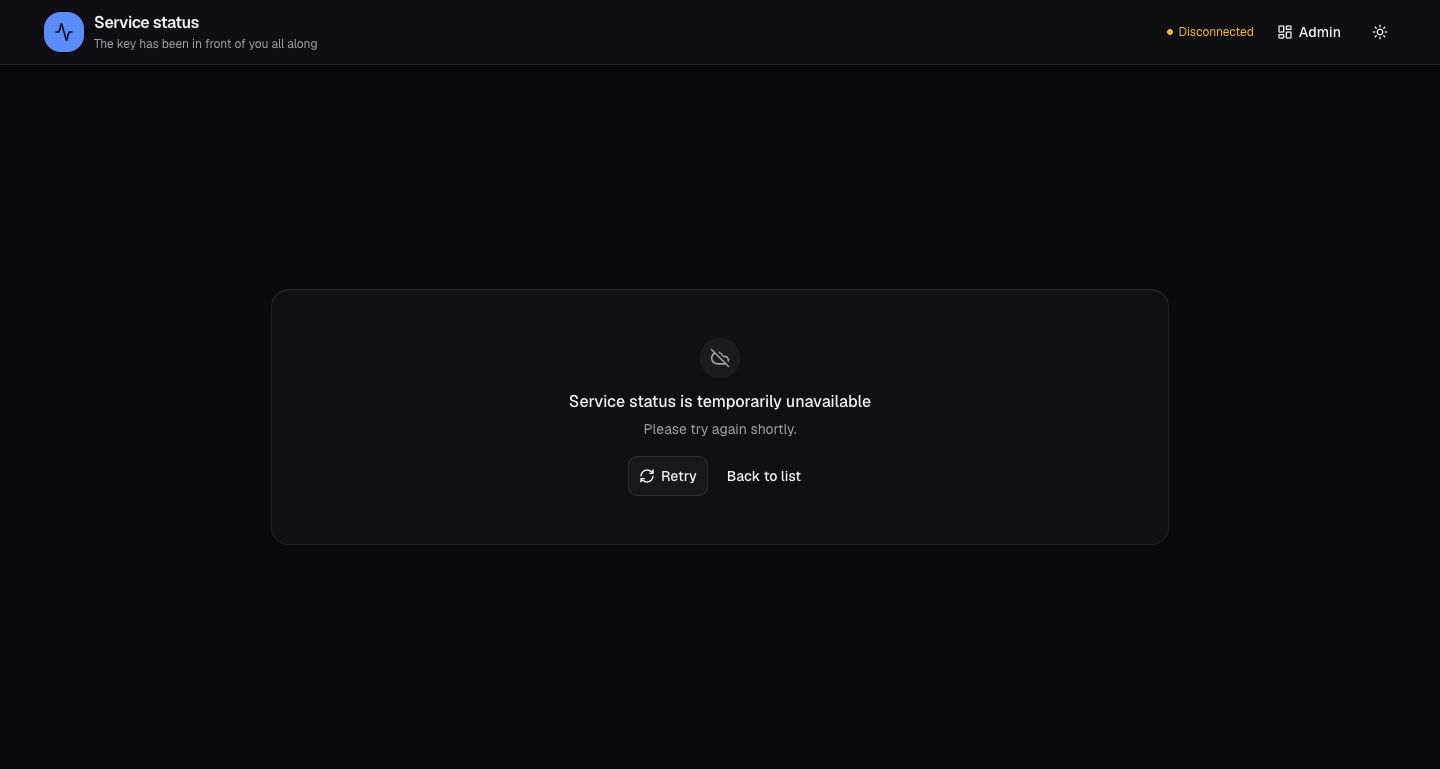 Service status
The key has been in front of you all along
Disconnected
Admin
Service status is temporarily unavailable
Please try again shortly.
Retry
Back to list